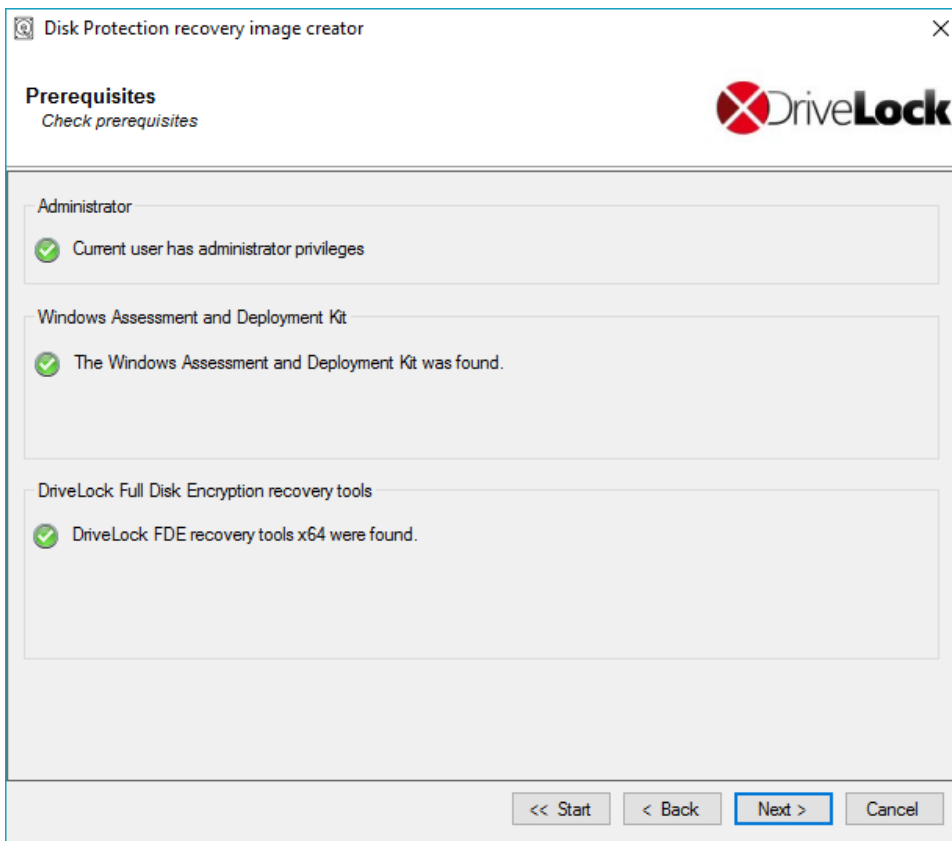 Disk Protection recovery image creator
Prerequisites
Check prerequisites
DriveLock
Administrator
Current user has administrator privileges
Windows Assessment and Deployment Kit
The Windows Assessment and Deployment Kit was found.
DriveLock Full Disk Encryption recovery tools
DriveLock FDE recovery tools x64 were found.
<< Start < Back Next > Cancel